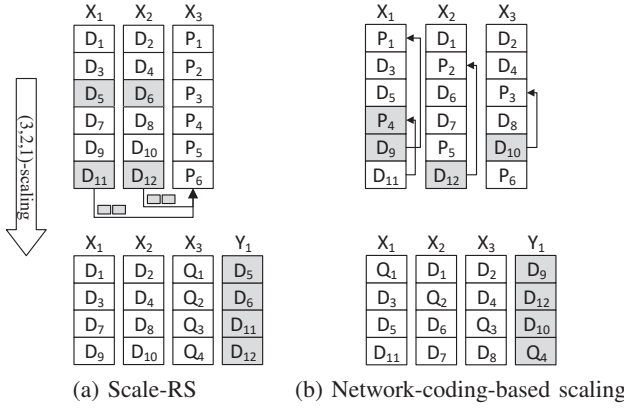 X1 X2 X3 X1 X2 X3
D1 D2 P1 P1 D1 D2
D3 D4 P2 D3 P2 D4
D5 D6 P3 D5 D6 P3
D7 D8 P4 P4 D7 D8
D9 D10 P5 D9 P5 D10
D11 D12 P6 D11 D12 P6
(3,2,1)-scaling
X1 X2 X3 Y1 X1 X2 X3 Y1
D1 D2 Q1 D5 Q1 D1 D2 D9
D3 D4 Q2 D6 D3 Q2 D4 D12
D7 D8 Q3 D11 D5 D6 Q3 D10
D9 D10 Q4 D12 D11 D7 D8 Q4
(a) Scale-RS (b) Network-coding-based scaling